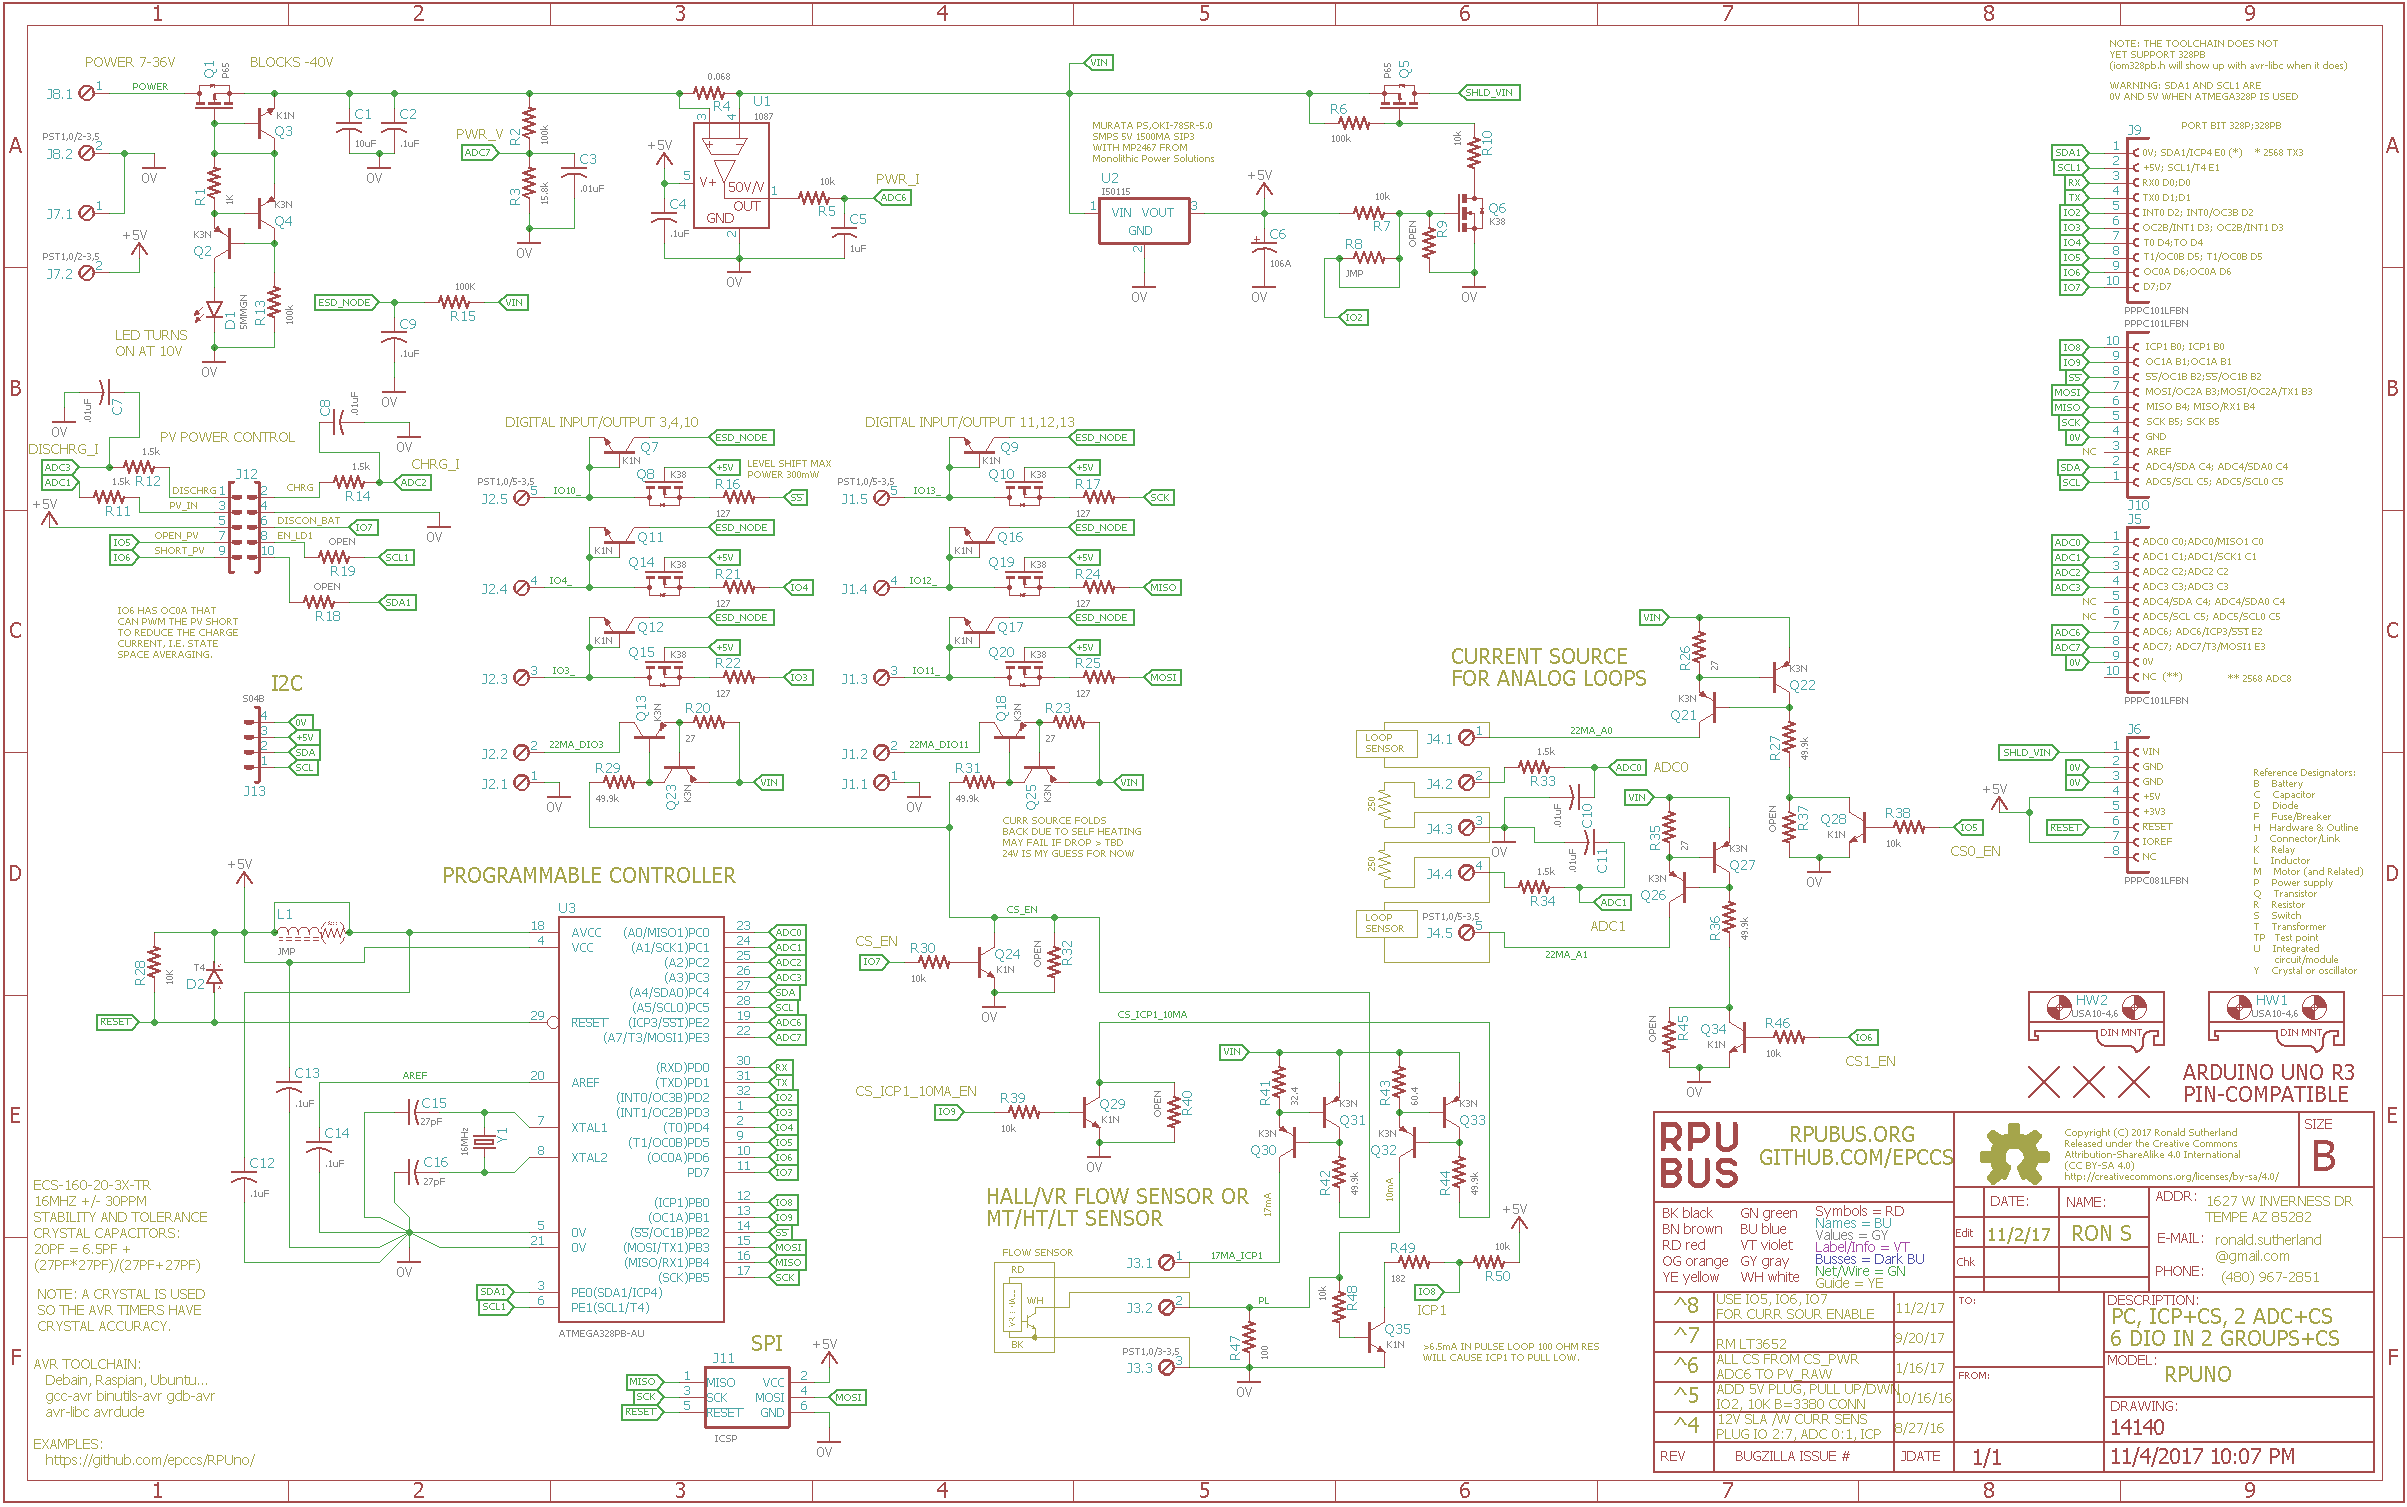 1 2 3 4 5 6 7 8 9
A
B
C
D
E
F
POWER 7-36V
BLOCKS -40V
J8.1
1
POWER
Q1
P65
K1N
Q3
PST1,0/2-3,5
J8.2
2
0V
J7.1
1
+5V
PST1,0/2-3,5
J7.2
2
R1
1K
K3N
Q4
K3N
Q2
D1
5MMGN
R13
100k
LED TURNS
ON AT 10V
0V
C1
10uF
C2
.1uF
0V
PWR_V
ADC7
R2
100k
R3
15.8k
C3
.01uF
0V
0.068
R4
U1
1087
+5V
V+
50V/V
OUT
GND
C4
.1uF
10k
R5
PWR_I
ADC6
C5
1uF
0V
ESD_NODE
100K
R15
VIN
C9
.1uF
0V
VIN
MURATA PS,OKI-78SR-5.0
SMPS 5V 1500MA SIP3
WITH MP2467 FROM
Monolithic Power Solutions
U2
I50115
VIN VOUT
GND
0V
+5V
C6
106A
0V
R6
100k
P65
Q5
SHLD_VIN
10k
R10
10k
R7
R8
JMP
OPEN
R9
Q6
K38
0V
IO2
NOTE: THE TOOLCHAIN DOES NOT
YET SUPPORT 328PB
(iom328pb.h will show up with avr-libc when it does)
WARNING: SDA1 AND SCL1 ARE
0V AND 5V WHEN ATMEGA328P IS USED
PORT BIT 328P;328PB
J9
SDA1 1 0V; SDA1/ICP4 E0 (*) * 2568 TX3
SCL1 2 +5V; SCL1/T4 E1
RX 3 RX0 D0;D0
TX 4 TX0 D1;D1
IO2 5 INT0 D2; INT0/OC3B D2
IO3 6 OC2B/INT1 D3; OC2B/INT1 D3
IO4 7 T0 D4;TO D4
IO5 8 T1/OC0B D5; T1/OC0B D5
IO6 9 OC0A D6;OC0A D6
IO7 10 D7;D7
PPPC101LFBN
PPPC101LFBN
IO8 10 ICP1 B0; ICP1 B0
IO9 9 OC1A B1;OC1A B1
SS 8 SS/OC1B B2;SS/OC1B B2
MOSI 7 MOSI/OC2A B3;MOSI/OC2A/TX1 B3
MISO 6 MISO B4; MISO/RX1 B4
SCK 5 SCK B5; SCK B5
0V 4 GND
NC 3 AREF
SDA 2 ADC4/SDA C4; ADC4/SDA0 C4
SCL 1 ADC5/SCL C5; ADC5/SCL0 C5
J10
J5
ADC0 1 ADC0 C0;ADC0/MISO1 C0
ADC1 2 ADC1 C1;ADC1/SCK1 C1
ADC2 3 ADC2 C2;ADC2 C2
ADC3 4 ADC3 C3;ADC3 C3
NC 5 ADC4/SDA C4; ADC4/SDA0 C4
NC 6 ADC5/SCL C5; ADC5/SCL0 C5
ADC6 7 ADC6; ADC6/ICP3/SS1 E2
ADC7 8 ADC7; ADC7/T3/MOSI1 E3
0V 9 0V
10 NC (**) ** 2568 ADC8
PPPC101LFBN
J6
SHLD_VIN 1 VIN
0V 2 GND
0V 3 GND
+5V 4 +5V
5 +3V3
RESET 6 RESET
7 IOREF
8 NC
PPPC081LFBN
Reference Designators:
B Battery
C Capacitor
D Diode
F Fuse/Breaker
H Hardware & Outline
J Connector/Link
K Relay
L Inductor
M Motor (and Related)
P Power supply
Q Transistor
R Resistor
S Switch
T Transformer
TP Test point
U Integrated
circuit/module
Y Crystal or oscillator
C7
.01uF
0V
C8
.01uF
0V
PV POWER CONTROL
DISCHRG_I
ADC3
ADC1
1.5k
R12
1.5k
R11
J12
DISCHRG 1
PV_IN 3
5
OPEN_PV 7
SHORT_PV 9
2 CHRG
4
6 DISCON_BAT
8 EN_LD1
10
+5V
IO5
IO6
1.5k
R14
CHRG_I
ADC2
0V
IO7
OPEN
R19
SCL1
OPEN
R18
SDA1
IO6 HAS OC0A THAT
CAN PWM THE PV SHORT
TO REDUCE THE CHARGE
CURRENT, I.E. STATE
SPACE AVERAGING.
I2C
S04B
4 0V
3 +5V
2 SDA
1 SCL
J13
DIGITAL INPUT/OUTPUT 3,4,10
Q7
K1N
ESD_NODE
+5V
LEVEL SHIFT MAX
POWER 300mW
PST1,0/5-3,5
J2.5
5
IO10_
Q8
K38
R16
127
SS
Q11
K1N
ESD_NODE
+5V
J2.4
4
IO4_
Q14
K38
R21
127
IO4
Q12
K1N
ESD_NODE
+5V
J2.3
3
IO3_
Q15
K38
R22
127
IO3
J2.2
2
22MA_DIO3
Q13
K3N
R20
27
J2.1
1
0V
R29
49.9k
Q23
K3N
VIN
DIGITAL INPUT/OUTPUT 11,12,13
Q9
K1N
ESD_NODE
+5V
PST1,0/5-3,5
J1.5
5
IO13_
Q10
K38
R17
127
SCK
Q16
K1N
ESD_NODE
+5V
J1.4
4
IO12_
Q19
K38
R24
127
MISO
Q17
K1N
ESD_NODE
+5V
J1.3
3
IO11_
Q20
K38
R25
127
MOSI
J1.2
2
22MA_DIO11
Q18
K3N
R23
27
J1.1
1
0V
R31
49.9k
Q25
K3N
VIN
CURR SOURCE FOLDS
BACK DUE TO SELF HEATING
MAY FAIL IF DROP > TBD
24V IS MY GUESS FOR NOW
CURRENT SOURCE
FOR ANALOG LOOPS
VIN
R26
27
K3N
Q22
K3N
Q21
LOOP
SENSOR
J4.1
1
22MA_A0
R27
49.9k
250
J4.2
2
1.5k
R33
ADC0
ADC0
C10
.01uF
J4.3
3
0V
C11
.01uF
250
J4.4
4
1.5k
R34
ADC1
ADC1
LOOP
SENSOR
PST1,0/5-3,5
J4.5
5
22MA_A1
VIN
R35
27
K3N
Q27
K3N
Q26
R36
49.9k
OPEN
R37
Q28
K1N
R38
10k
IO5
CS0_EN
0V
OPEN
R45
Q34
K1N
R46
10k
IO6
CS1_EN
0V
PROGRAMMABLE CONTROLLER
+5V
L1
JMP
R28
10K
T4
D2
RESET
U3
18 AVCC
4 VCC
29 RESET
20 AREF
7 XTAL1
8 XTAL2
5 0V
21 0V
3 PE0(SDA1/ICP4)
6 PE1(SCL1/T4)
(A0/MISO1)PC0 23 ADC0
(A1/SCK1)PC1 24 ADC1
(A2)PC2 25 ADC2
(A3)PC3 26 ADC3
(A4/SDA0)PC4 27 SDA
(A5/SCL0)PC5 28 SCL
(ICP3/SS1)PE2 19 ADC6
(A7/T3/MOSI1)PE3 22 ADC7
(RXD)PD0 30 RX
(TXD)PD1 31 TX
(INT0/OC3B)PD2 32 IO2
(INT1/OC2B)PD3 1 IO3
(T0)PD4 2 IO4
(T1/OC0B)PD5 9 IO5
(OC0A)PD6 10 IO6
PD7 11 IO7
(ICP1)PB0 12 IO8
(OC1A)PB1 13 IO9
(SS/OC1B)PB2 14 SS
(MOSI/TX1)PB3 15 MOSI
(MISO/RX1)PB4 16 MISO
(SCK)PB5 17 SCK
SDA1
SCL1
ATMEGA328PB-AU
AREF
C13
.1uF
C14
.1uF
C12
.1uF
C15
27pF
C16
27pF
16MHz
Y1
0V
ECS-160-20-3X-TR
16MHZ +/- 30PPM
STABILITY AND TOLERANCE
CRYSTAL CAPACITORS:
20PF = 6.5PF +
(27PF*27PF)/(27PF+27PF)
NOTE: A CRYSTAL IS USED
SO THE AVR TIMERS HAVE
CRYSTAL ACCURACY.
AVR TOOLCHAIN:
Debain, Raspian, Ubuntu...
gcc-avr binutils-avr gdb-avr
avr-libc avrdude
EXAMPLES:
https://github.com/epccs/RPUno/
SPI
J11
MISO 1 MISO VCC 2 +5V
SCK 3 SCK MOSI 4 MOSI
RESET 5 RESET GND 6
ICSP
0V
CS_EN
CS_EN
IO7
R30
10k
Q24
K1N
OPEN
R32
0V
CS_ICP1_10MA
CS_ICP1_10MA_EN
IO9
R39
10k
Q29
K1N
OPEN
R40
0V
VIN
R41
32.4
K3N
Q31
K3N
Q30
R42
49.9k
17mA
R43
60.4
K3N
Q33
K3N
Q32
R44
49.9k
10mA
HALL/VR FLOW SENSOR OR
MT/HT/LT SENSOR
FLOW SENSOR
RD
WH
BK
J3.1
1
17MA_ICP1
J3.2
2
PL
PST1,0/3-3,5
J3.3
3
R47
100
0V
10k
R48
Q35
K1N
R49
182
IO8
ICP1
10k
R50
+5V
>6.5mA IN PULSE LOOP 100 OHM RES
WILL CAUSE ICP1 TO PULL LOW.
HW2
USA10-4,6
DIN MNT
HW1
USA10-4,6
DIN MNT
ARDUINO UNO R3
PIN-COMPATIBLE
RPU
BUS
RPUBUS.ORG
GITHUB.COM/EPCCS
Copyright (C) 2017 Ronald Sutherland
Released under the Creative Commons
Attribution-ShareAlike 4.0 International
(CC BY-SA 4.0)
http://creativecommons.org/licenses/by-sa/4.0/
SIZE
B
BK black GN green Symbols = RD
BN brown BU blue Names = BU
Values = GY
RD red VT violet Label/Info = VT
OG orange GY gray Busses = Dark BU
Net/Wire = GN
YE yellow WH white Guide = YE
DATE: NAME:
Edit 11/2/17 RON S
Chk
ADDR: 1627 W INVERNESS DR
TEMPE AZ 85282
E-MAIL: ronald.sutherland
@gmail.com
PHONE: (480) 967-2851
^8 USE IO5, IO6, IO7
FOR CURR SOUR ENABLE 11/2/17
^7 RM LT3652 9/20/17
^6 ALL CS FROM CS_PWR
ADC6 TO PV_RAW 1/16/17
^5 ADD 5V PLUG, PULL UP/DWN
IO2, 10K B=3380 CONN 10/16/16
^4 12V SLA /W CURR SENS
PLUG IO 2:7, ADC 0:1, ICP 8/27/16
REV BUGZILLA ISSUE # JDATE
TO:
FROM:
1/1
DESCRIPTION:
PC, ICP+CS, 2 ADC+CS
6 DIO IN 2 GROUPS+CS
MODEL:
RPUNO
DRAWING:
14140
11/4/2017 10:07 PM
1 2 3 4 5 6 7 8 9